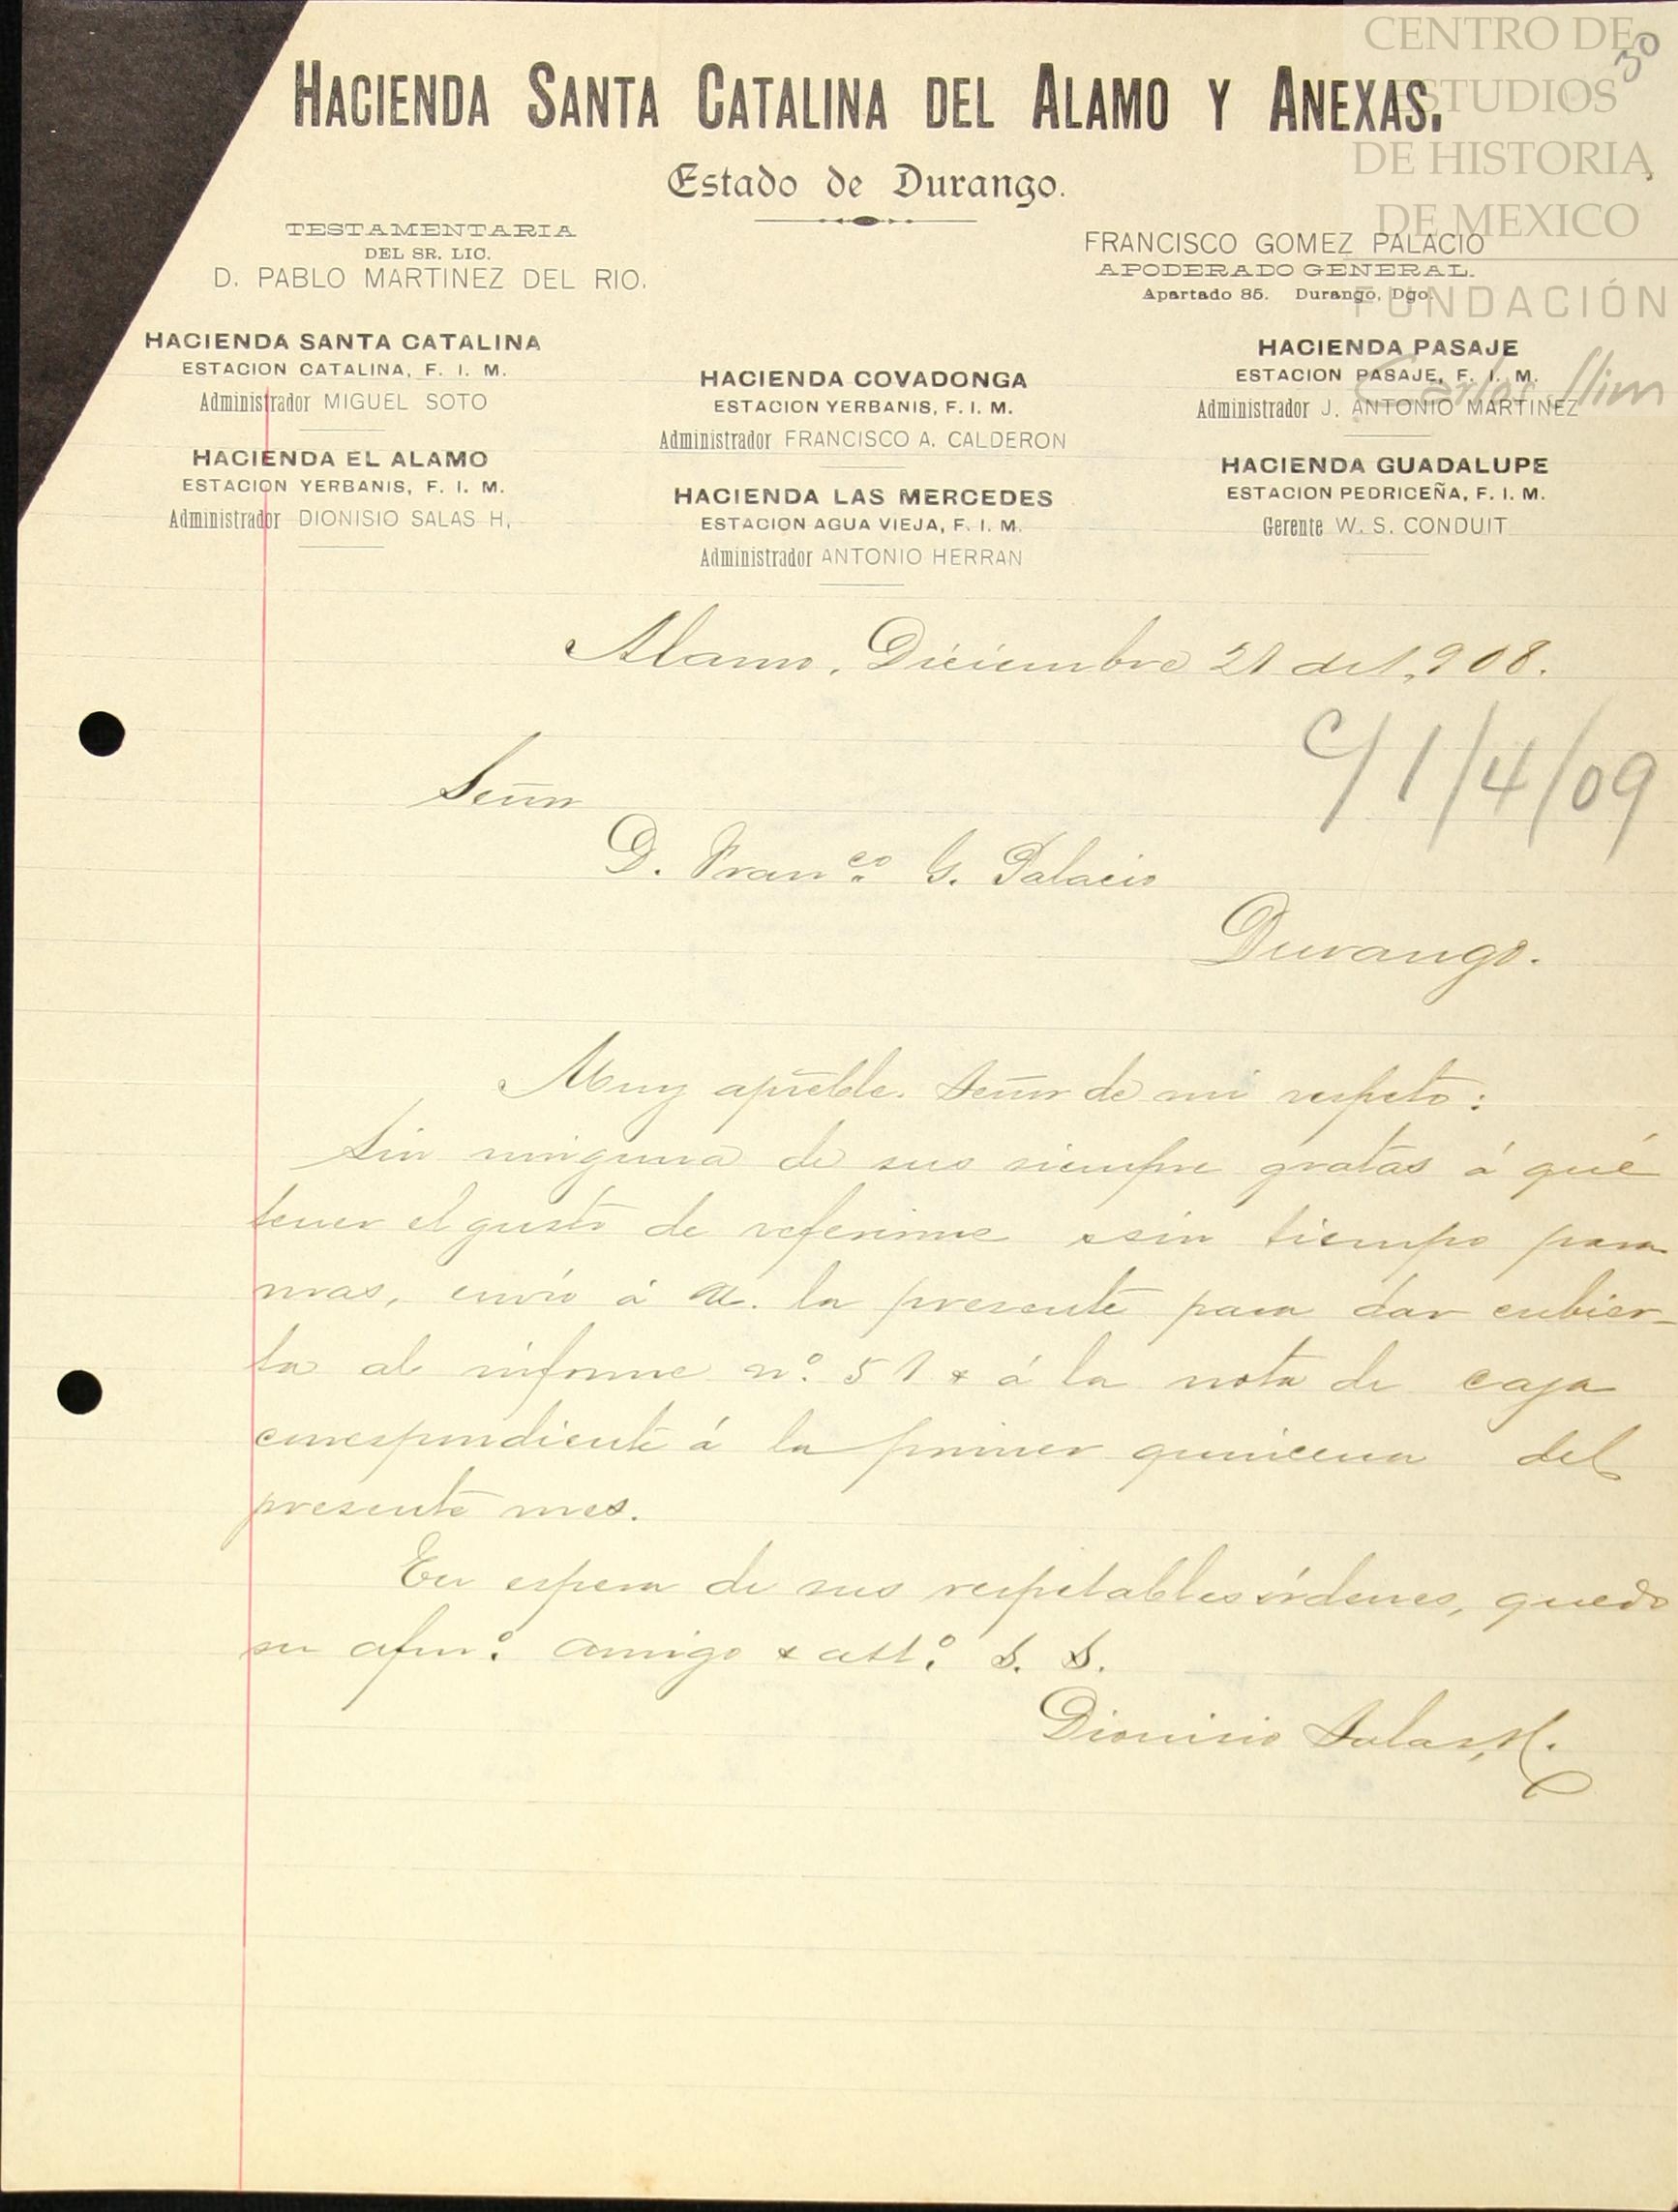 CENTRO DE
ESTUDIOS
DE HISTORIA
DE MEXICO
FUNDACIÓN
Carlos Slim
30
HACIENDA SANTA CATALINA DEL ALAMO Y ANEXAS.
Estado de Durango.
TESTAMENTARIA
DEL SR. LIC.
D. PABLO MARTINEZ DEL RIO.
FRANCISCO GOMEZ PALACIO
APODERADO GENERAL.
Apartado 85. Durango, Dgo.
HACIENDA SANTA CATALINA
ESTACION CATALINA, F. I. M.
Administrador MIGUEL SOTO
HACIENDA EL ALAMO
ESTACION YERBANIS, F. I. M.
Administrador DIONISIO SALAS H.
HACIENDA COVADONGA
ESTACION YERBANIS, F. I. M.
Administrador FRANCISCO A. CALDERON
HACIENDA LAS MERCEDES
ESTACION AGUA VIEJA, F. I. M.
Administrador ANTONIO HERRAN
HACIENDA PASAJE
ESTACION PASAJE, F. I. M.
Administrador J. ANTONIO MARTINEZ
HACIENDA GUADALUPE
ESTACION PEDRICEÑA, F. I. M.
Gerente W. S. CONDUIT
Alamo, Diciembre 21 de 1,908.
C/ 1/4/09
Señor
D. Franco. G. Palacio
Durango.
Muy apreble. Señor de mi respeto:
Sin ninguna de sus siempre gratas á qué
tener el gusto de referirme sin tiempo para
mas, envío á U. la presente para dar cubier-
ta al informe no. 51 & á la nota de caja
correspondiente á la primer quincena del
presente mes.
En espera de sus respetables órdenes, quedo
su afmo. amigo & atto. S. S.
Dionisio Salas, H.